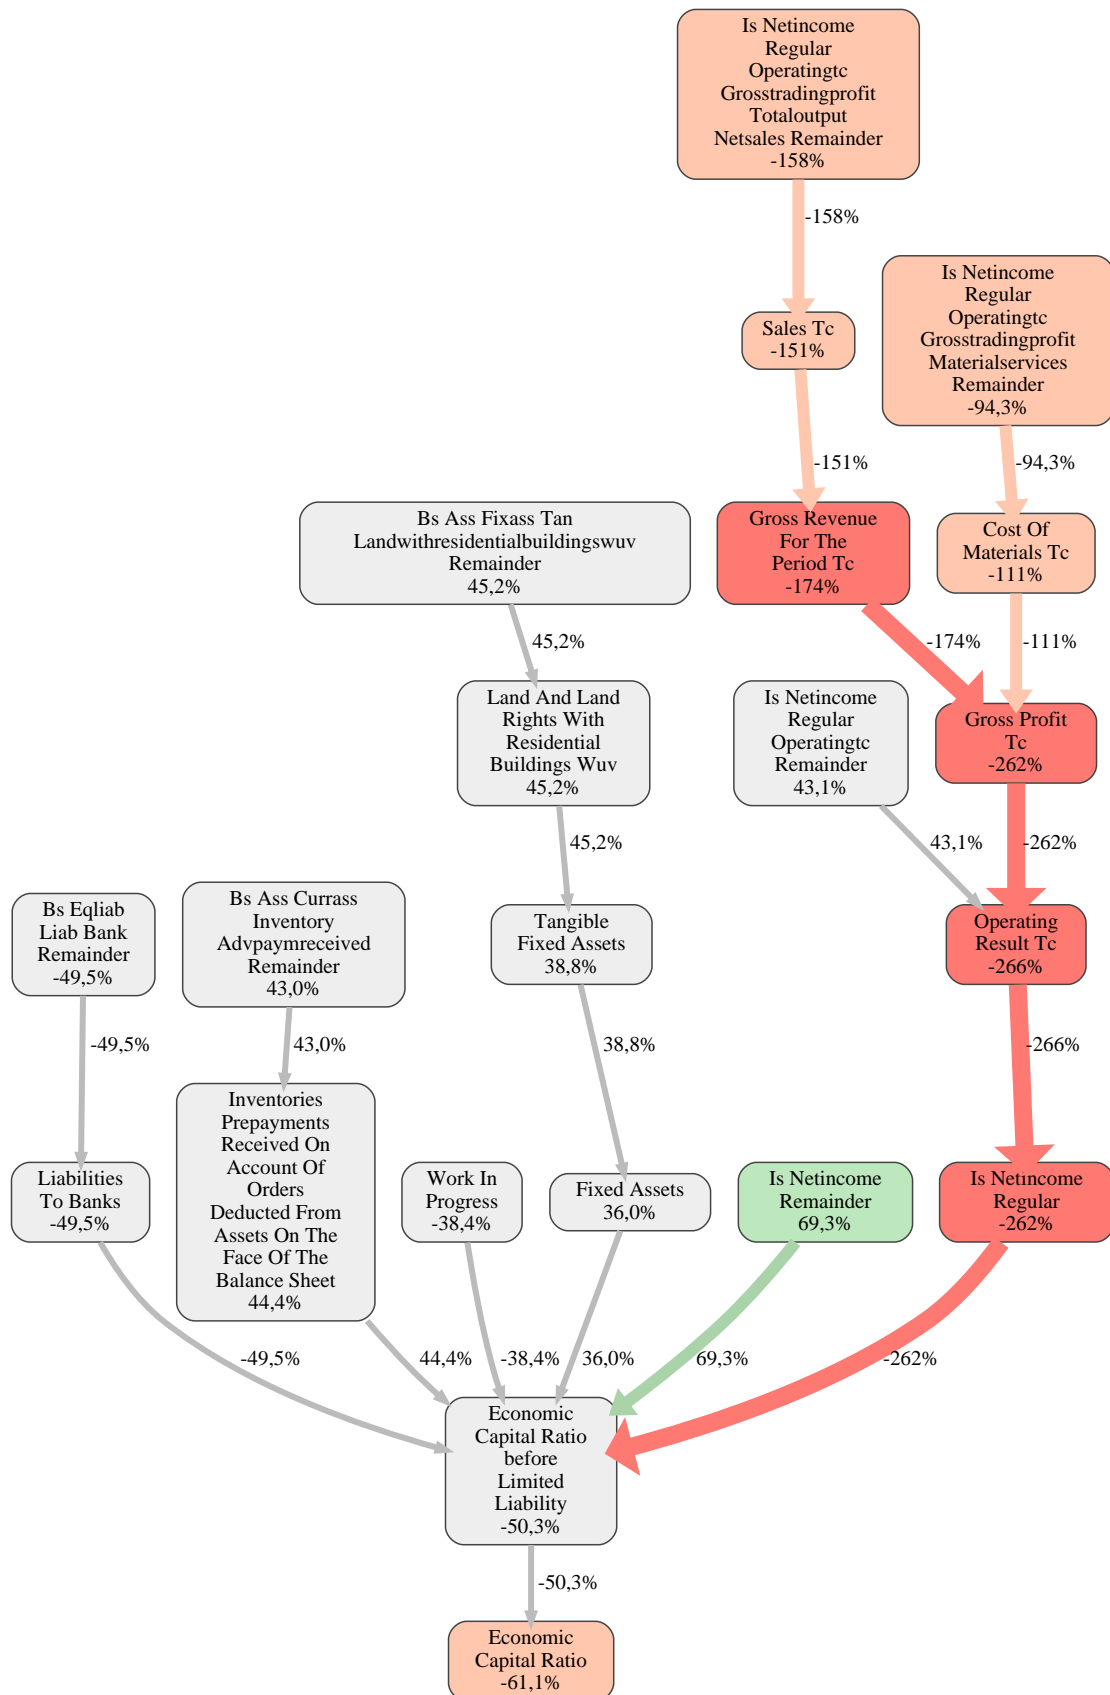 Is Netincome
Regular
Operatingtc
Grosstradingprofit
Totaloutput
Netsales Remainder
-158%
-158%
Sales Tc
-151%
Is Netincome
Regular
Operatingtc
Grosstradingprofit
Materialservices
Remainder
-94,3%
-151%
-94,3%
Bs Ass Fixass Tan
Landwithresidentialbuildingswuv
Remainder
45,2%
Gross Revenue
For The
Period Tc
-174%
Cost Of
Materials Tc
-111%
45,2%
-174%
-111%
Land And Land
Rights With
Residential
Buildings Wuv
45,2%
Is Netincome
Regular
Operatingtc
Remainder
43,1%
Gross Profit
Tc
-262%
45,2%
43,1%
-262%
Bs Eqliab
Liab Bank
Remainder
-49,5%
Bs Ass Currass
Inventory
Advpaymreceived
Remainder
43,0%
Tangible
Fixed Assets
38,8%
Operating
Result Tc
-266%
-49,5%
43,0%
38,8%
-266%
Liabilities
To Banks
-49,5%
Inventories
Prepayments
Received On
Account Of
Orders
Deducted From
Assets On The
Face Of The
Balance Sheet
44,4%
Work In
Progress
-38,4%
Fixed Assets
36,0%
Is Netincome
Remainder
69,3%
Is Netincome
Regular
-262%
-49,5%
44,4%
-38,4%
36,0%
69,3%
-262%
Economic
Capital Ratio
before
Limited
Liability
-50,3%
-50,3%
Economic
Capital Ratio
-61,1%